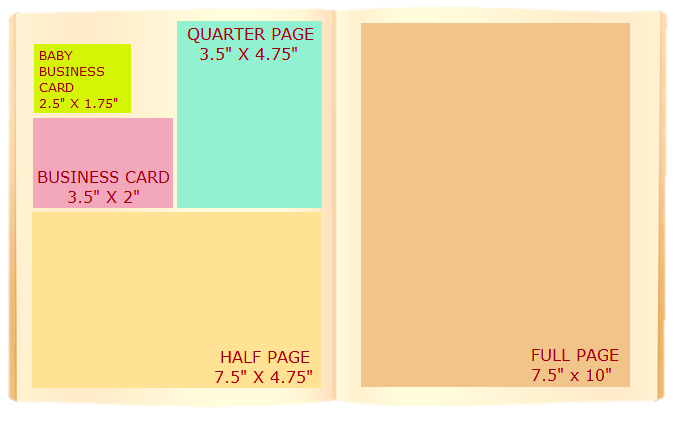 BABY
BUSINESS
CARD
2.5" X 1.75"
QUARTER PAGE
3.5" X 4.75"
BUSINESS CARD
3.5" X 2"
HALF PAGE
7.5" X 4.75"
FULL PAGE
7.5" x 10"